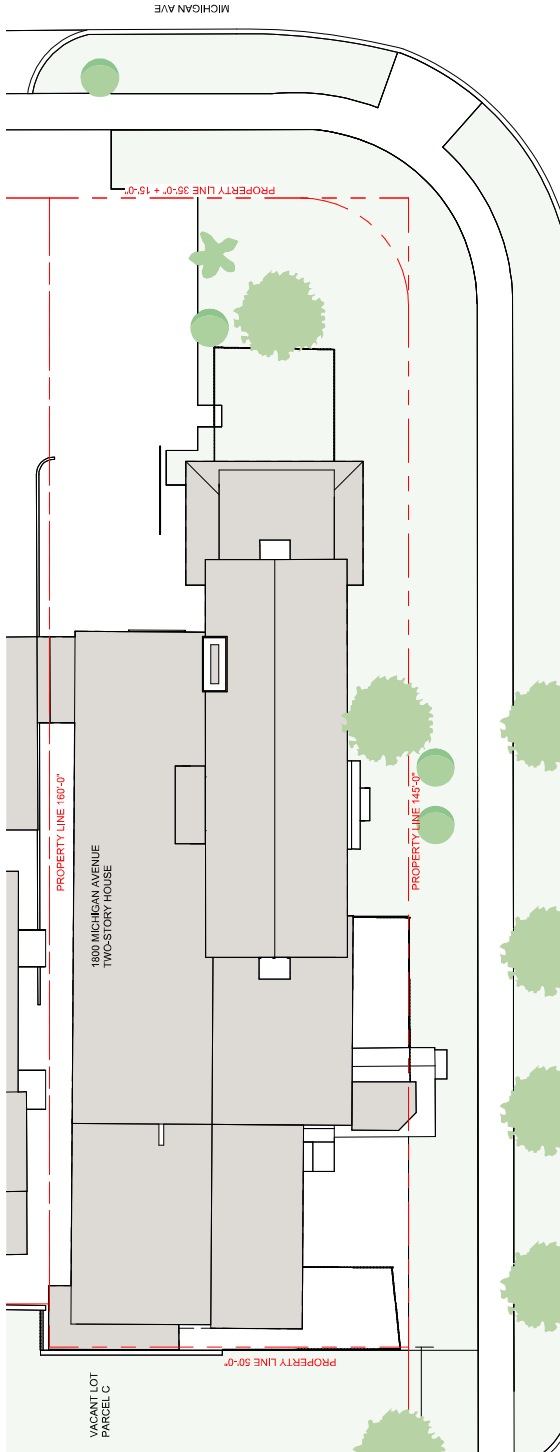 MICHIGAN AVE
PROPERTY LINE 35'-0" + 15'-0"
PROPERTY LINE 160'-0"
1800 MICHIGAN AVENUE
TWO-STORY HOUSE
PROPERTY LINE 145'-0"
PROPERTY LINE 50'-0"
VACANT LOT
PARCEL C